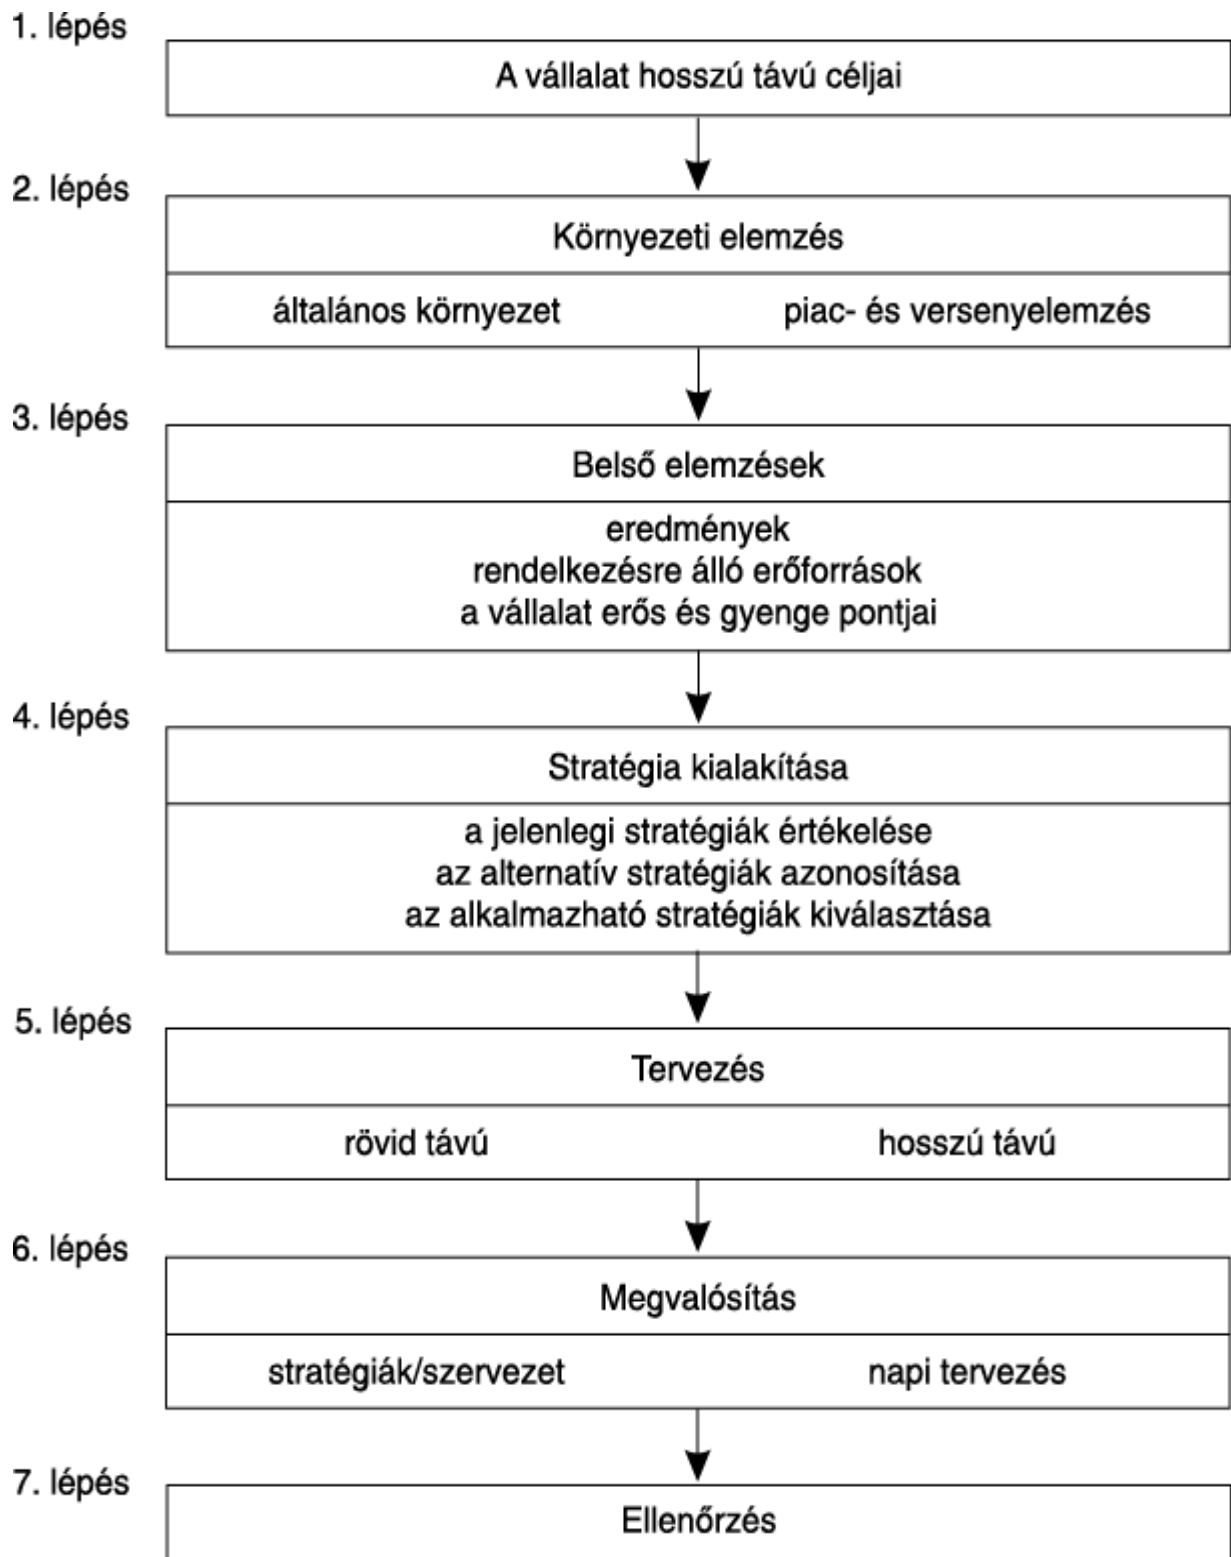 1. lépés
A vállalat hosszú távú céljai
2. lépés
Környezeti elemzés
általános környezet piac- és versenyelemzés
3. lépés
Belső elemzések
eredmények
rendelkezésre álló erőforrások
a vállalat erős és gyenge pontjai
4. lépés
Stratégia kialakítása
a jelenlegi stratégiák értékelése
az alternatív stratégiák azonosítása
az alkalmazható stratégiák kiválasztása
5. lépés
Tervezés
rövid távú hosszú távú
6. lépés
Megvalósítás
stratégiák/szervezet napi tervezés
7. lépés
Ellenőrzés